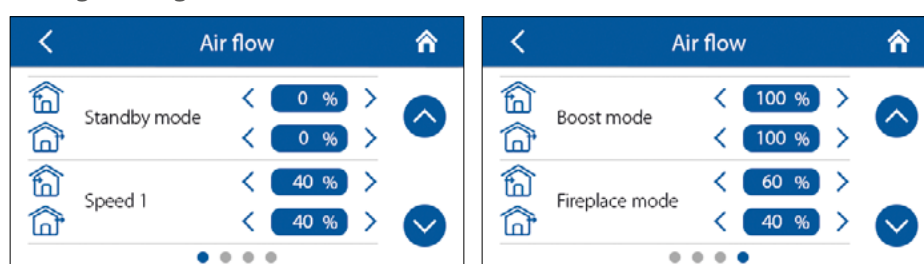 Air flow
Standby mode
0 %
0 %
Speed 1
40 %
40 %
Air flow
Boost mode
100 %
100 %
Fireplace mode
60 %
40 %